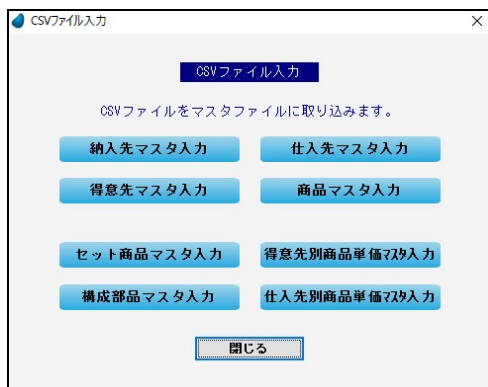 CSVファイル入力
CSVファイル入力
CSVファイルをマスタファイルに取り込みます。
納入先マスタ入力
仕入先マスタ入力
得意先マスタ入力
商品マスタ入力
セット商品マスタ入力
得意先別商品単価ﾏｽﾀ入力
構成部品マスタ入力
仕入先別商品単価ﾏｽﾀ入力
閉じる